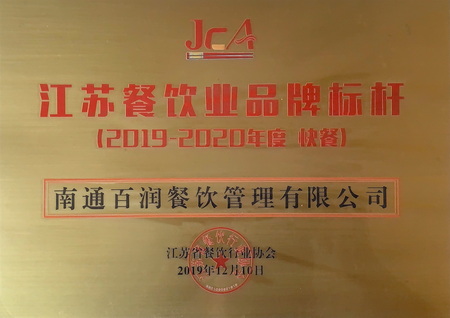 JCA
江苏餐饮业品牌标杆
(2019-2020年度 快餐)
南通百润餐饮管理有限公司
江苏省餐饮行业协会
2019年12月10日